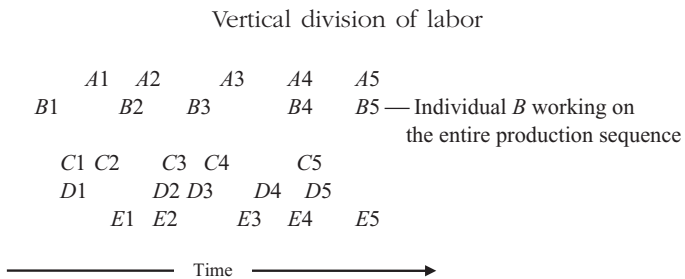 Vertical division of labor
A1 A2 A3 A4 A5
B1 B2 B3 B4 B5 — Individual B working on
the entire production sequence
C1 C2 C3 C4 C5
D1 D2 D3 D4 D5
E1 E2 E3 E4 E5
Time